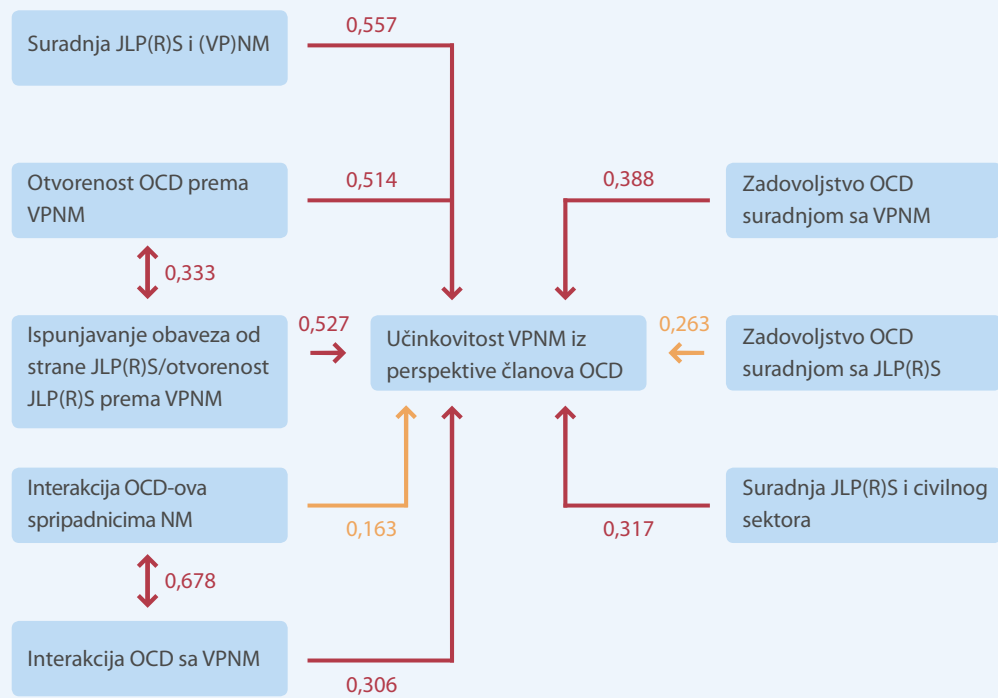 0,557
Suradnja JLP(R)S i (VP)NM
Otvorenost OCD prema
VPNM
0,514
0,333
Ispunjavanje obaveza od
strane JLP(R)S/otvorenost
JLP(R)S prema VPNM
0,527
Interakcija OCD-ova
spripadnicima NM
0,163
0,678
Interakcija OCD sa VPNM
0,306
Učinkovitost VPNM iz
perspektive članova OCD
0,388
Zadovoljstvo OCD
suradnjom sa VPNM
0,263
Zadovoljstvo OCD
suradnjom sa JLP(R)S
Suradnja JLP(R)S i civilnog
sektora
0,317